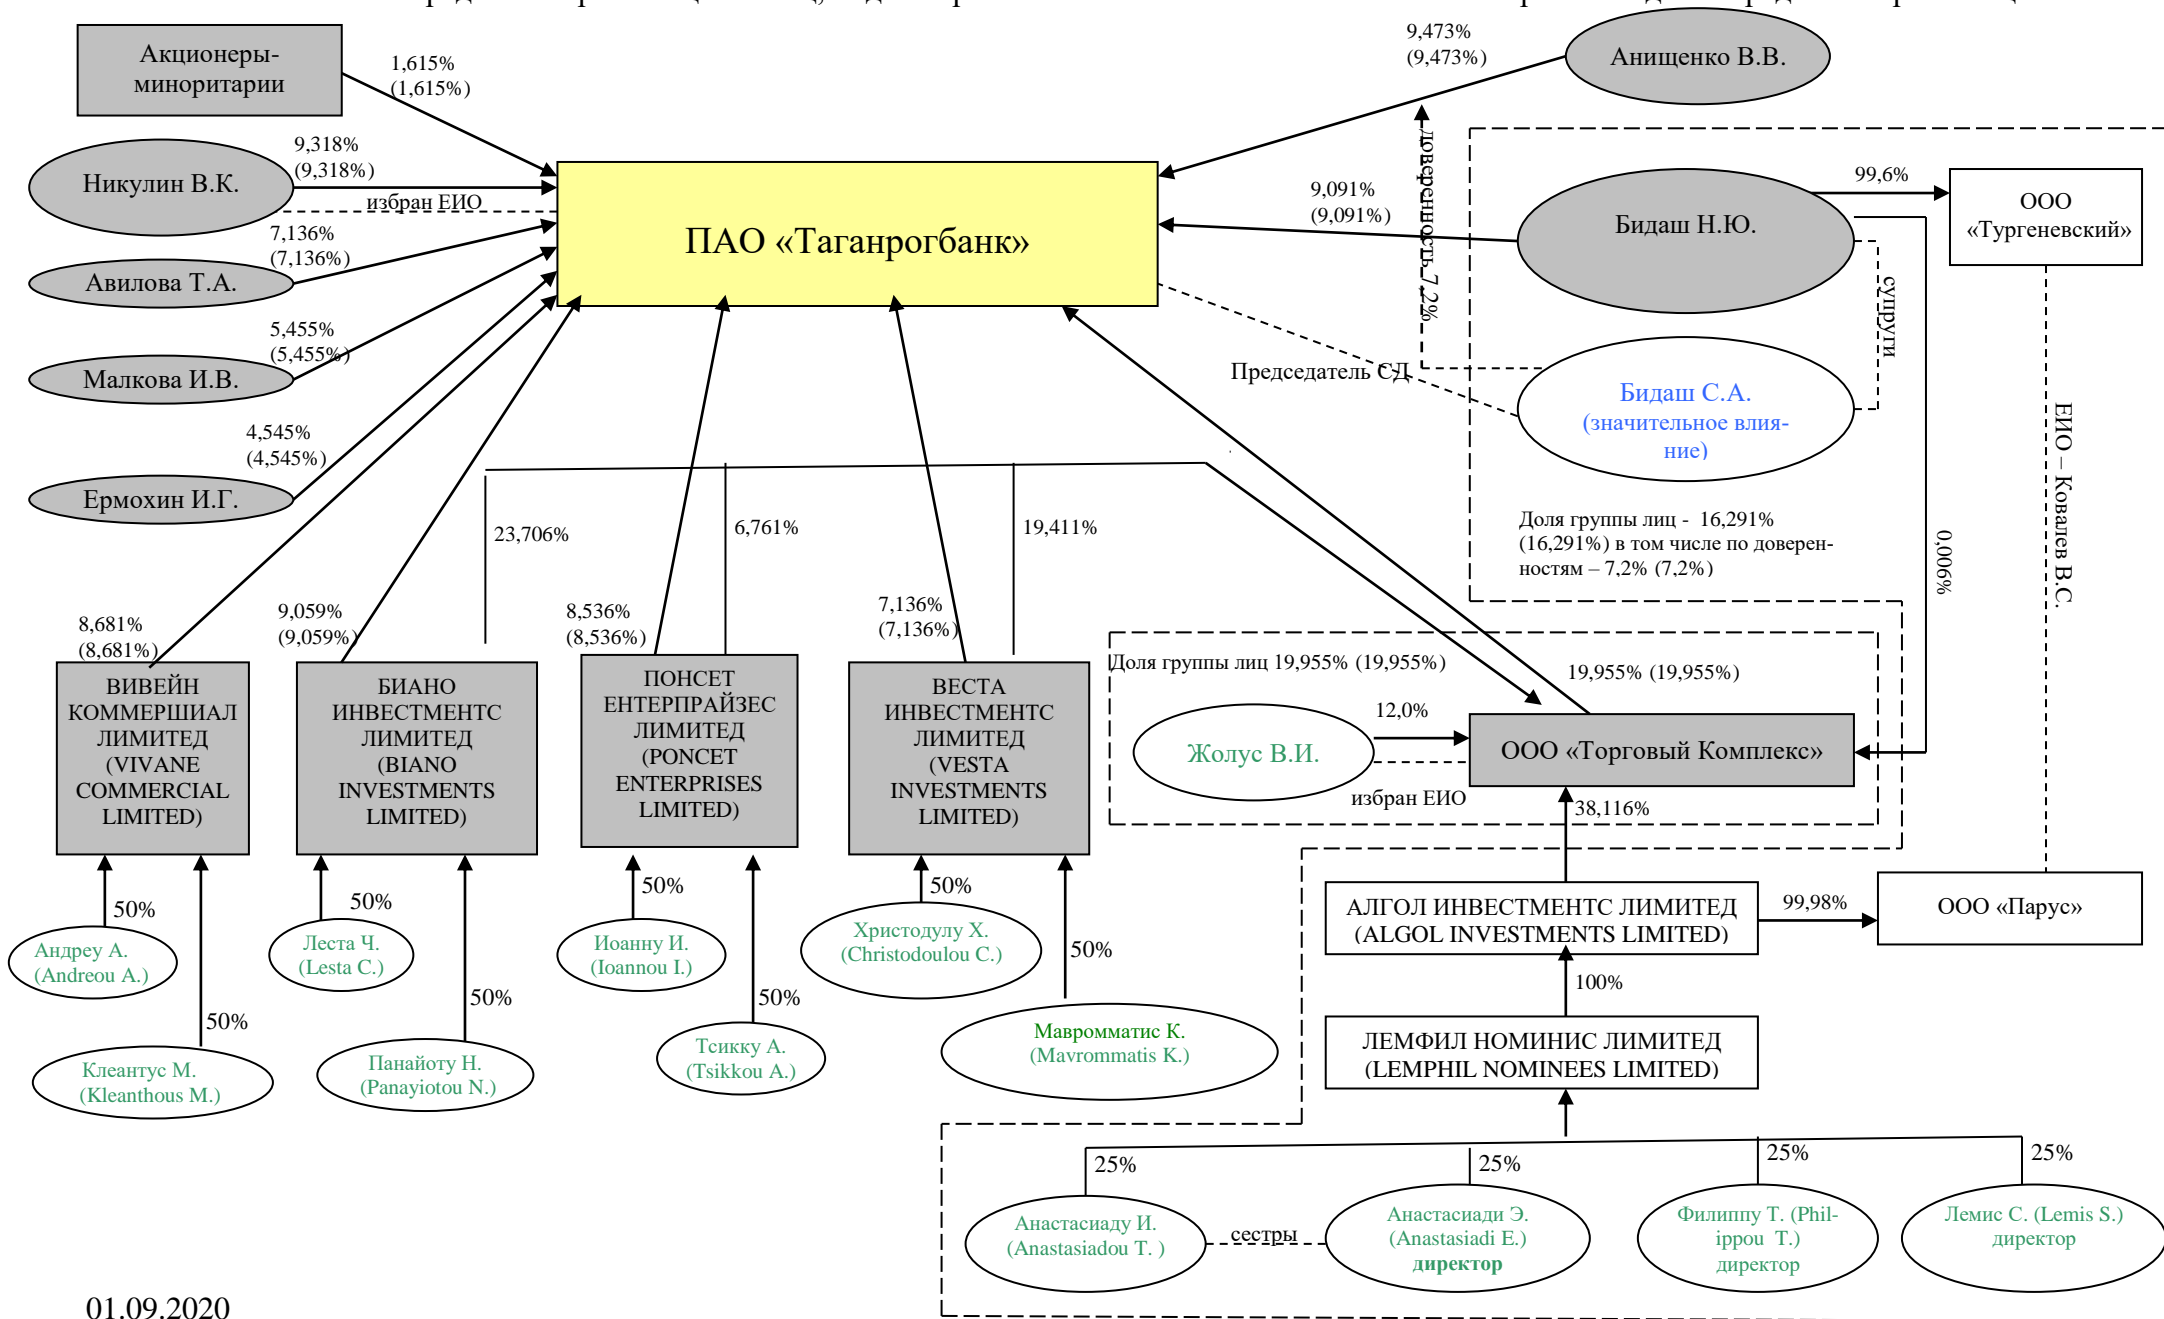 Акционеры-
миноритарии
1,615%
(1,615%)
9,473%
(9,473%)
Анищенко В.В.
Никулин В.К.
9,318%
(9,318%)
избран ЕИО
ПАО «Таганрогбанк»
доверенность 7,2%
9,091%
(9,091%)
Бидаш Н.Ю.
99,6%
ООО
«Тургеневский»
Авилова Т.А.
7,136%
(7,136%)
супруги
Малкова И.В.
5,455%
(5,455%)
Председатель СД
Бидаш С.А.
(значительное влия-
ние)
ЕИО – Ковалев В.С.
Ермохин И.Г.
4,545%
(4,545%)
23,706%
6,761%
19,411%
Доля группы лиц - 16,291%
(16,291%) в том числе по доверен-
ностям – 7,2% (7,2%)
0,006%
8,681%
(8,681%)
9,059%
(9,059%)
8,536%
(8,536%)
7,136%
(7,136%)
Доля группы лиц 19,955% (19,955%)
19,955% (19,955%)
ВИВЕЙН
КОММЕРШИАЛ
ЛИМИТЕД
(VIVANE
COMMERCIAL
LIMITED)
БИАНО
ИНВЕСТМЕНТС
ЛИМИТЕД
(BIANO
INVESTMENTS
LIMITED)
ПОНСЕТ
ЕНТЕРПРАЙЗЕС
ЛИМИТЕД
(PONCET
ENTERPRISES
LIMITED)
ВЕСТА
ИНВЕСТМЕНТС
ЛИМИТЕД
(VESTA
INVESTMENTS
LIMITED)
Жолус В.И.
12,0%
избран ЕИО
ООО «Торговый Комплекс»
38,116%
50%
Андреу А.
(Andreou A.)
50%
Клеантус М.
(Kleanthous M.)
50%
Леста Ч.
(Lesta C.)
50%
Панайоту Н.
(Panayiotou N.)
50%
Иоанну И.
(Ioannou I.)
50%
Тсикку А.
(Tsikkou A.)
50%
Христодулу Х.
(Christodoulou C.)
50%
Мавромматис К.
(Mavrommatis K.)
АЛГОЛ ИНВЕСТМЕНТС ЛИМИТЕД
(ALGOL INVESTMENTS LIMITED)
99,98%
ООО «Парус»
100%
ЛЕМФИЛ НОМИНИС ЛИМИТЕД
(LEMPHIL NOMINEES LIMITED)
25%
25%
25%
25%
Анастасиаду И.
(Anastasiadou T. )
сестры
Анастасиади Э.
(Anastasiadi E.)
директор
Филиппу Т. (Phil-
ippou T.)
директор
Лемис С. (Lemis S.)
директор
01.09.2020